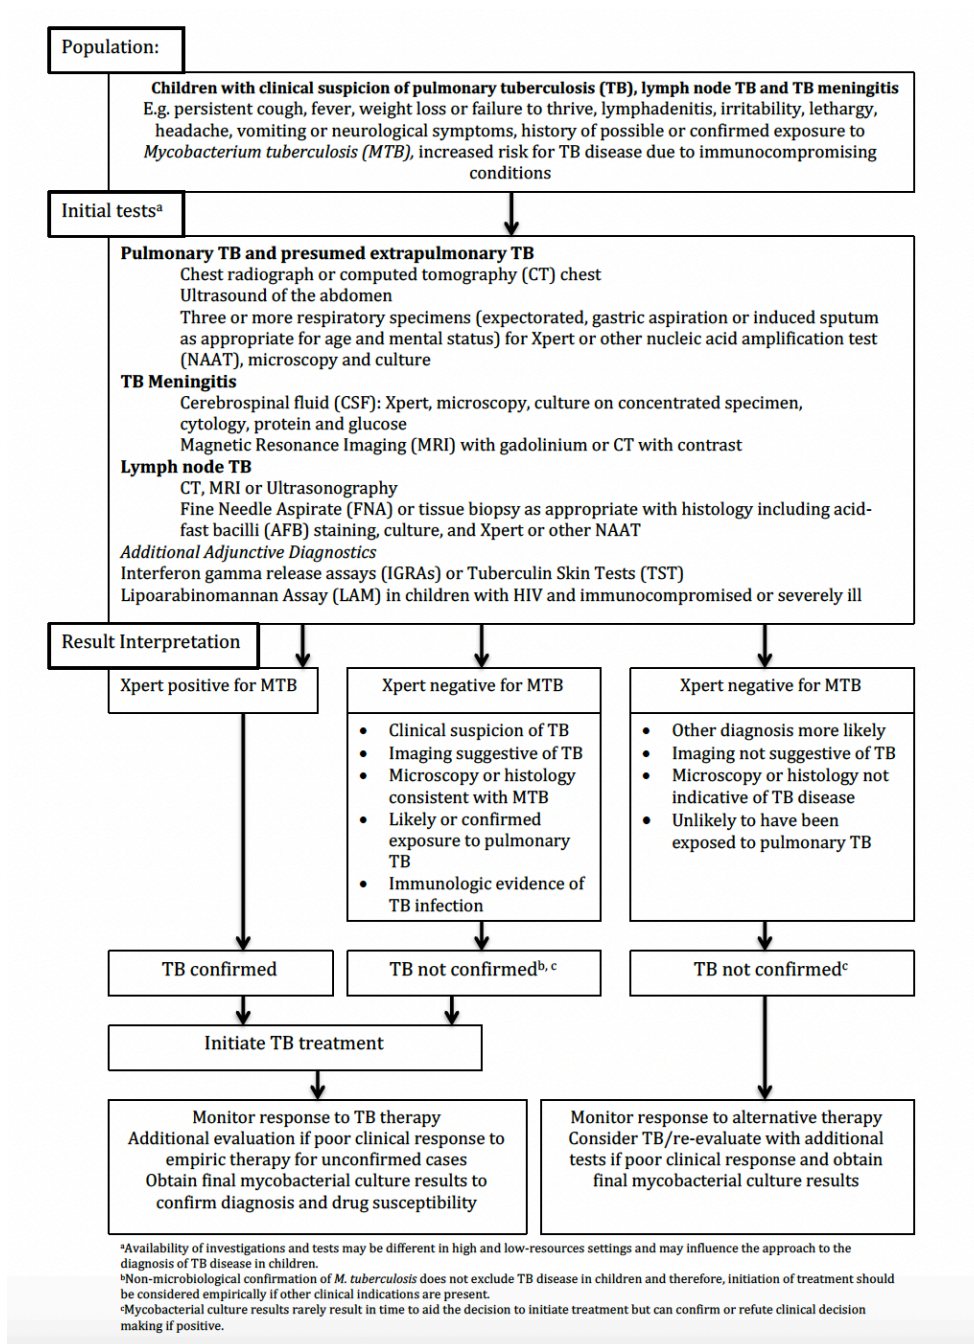 Population:
Children with clinical suspicion of pulmonary tuberculosis (TB), lymph node TB and TB meningitis
E.g. persistent cough, fever, weight loss or failure to thrive, lymphadenitis, irritability, lethargy,
headache, vomiting or neurological symptoms, history of possible or confirmed exposure to
Mycobacterium tuberculosis (MTB), increased risk for TB disease due to immunocompromising
conditions
Initial testsᵃ
Pulmonary TB and presumed extrapulmonary TB
Chest radiograph or computed tomography (CT) chest
Ultrasound of the abdomen
Three or more respiratory specimens (expectorated, gastric aspiration or induced sputum
as appropriate for age and mental status) for Xpert or other nucleic acid amplification test
(NAAT), microscopy and culture
TB Meningitis
Cerebrospinal fluid (CSF): Xpert, microscopy, culture on concentrated specimen,
cytology, protein and glucose
Magnetic Resonance Imaging (MRI) with gadolinium or CT with contrast
Lymph node TB
CT, MRI or Ultrasonography
Fine Needle Aspirate (FNA) or tissue biopsy as appropriate with histology including acid-
fast bacilli (AFB) staining, culture, and Xpert or other NAAT
Additional Adjunctive Diagnostics
Interferon gamma release assays (IGRAs) or Tuberculin Skin Tests (TST)
Lipoarabinomannan Assay (LAM) in children with HIV and immunocompromised or severely ill
Result Interpretation
Xpert positive for MTB
Xpert negative for MTB
• Clinical suspicion of TB
• Imaging suggestive of TB
• Microscopy or histology
consistent with MTB
• Likely or confirmed
exposure to pulmonary
TB
• Immunologic evidence of
TB infection
Xpert negative for MTB
• Other diagnosis more likely
• Imaging not suggestive of TB
• Microscopy or histology not
indicative of TB disease
• Unlikely to have been
exposed to pulmonary TB
TB confirmed
TB not confirmedᵇ, ᶜ
TB not confirmedᶜ
Initiate TB treatment
Monitor response to TB therapy
Additional evaluation if poor clinical response to
empiric therapy for unconfirmed cases
Obtain final mycobacterial culture results to
confirm diagnosis and drug susceptibility
Monitor response to alternative therapy
Consider TB/re-evaluate with additional
tests if poor clinical response and obtain
final mycobacterial culture results
ᵃAvailability of investigations and tests may be different in high and low-resources settings and may influence the approach to the
diagnosis of TB disease in children.
ᵇNon-microbiological confirmation of M. tuberculosis does not exclude TB disease in children and therefore, initiation of treatment should
be considered empirically if other clinical indications are present.
ᶜMycobacterial culture results rarely result in time to aid the decision to initiate treatment but can confirm or refute clinical decision
making if positive.